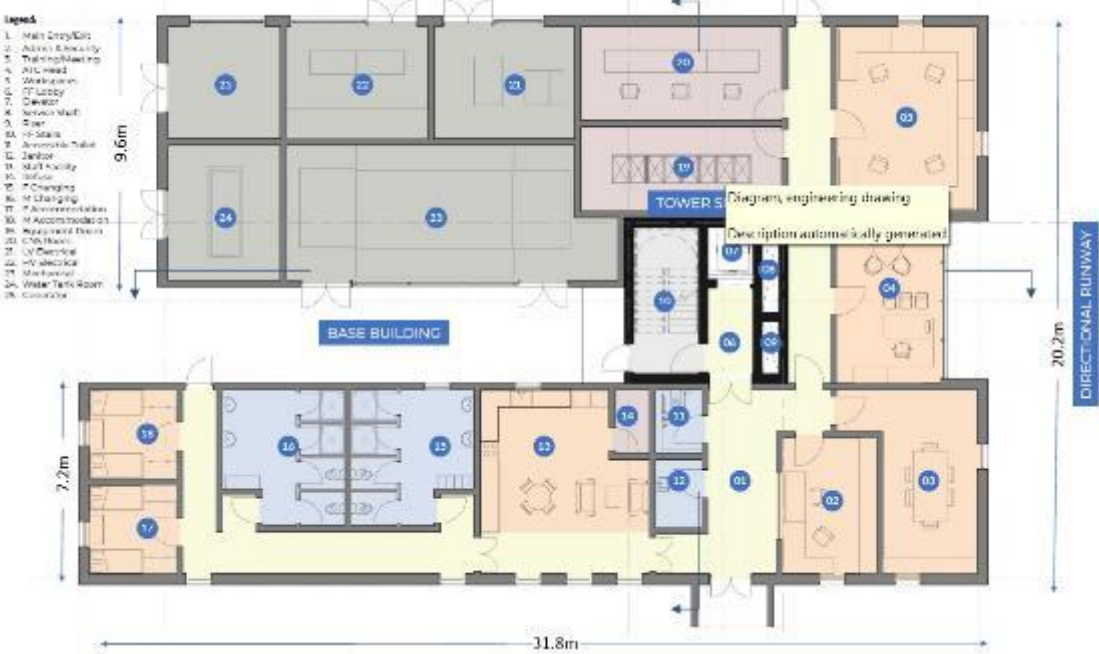 Legend.
1. Main Entry/Exit
2. Admin & Security
3. Training/Meeting
4. ATC Head
5. Workspaces
6. FF Lobby
7. Elevator
8. Service Shaft
9. Riser
10. FF Stairs
11. Accessible Toilet
12. Janitor
13. Staff Facility
14. Refuse
15. F Changing
16. M Changing
17. F Accommodation
18. M Accommodation
19. Equipment Room
20. CNS Room
21. LV Electrical
22. HV Electrical
23. Mechanical
24. Water Tank Room
25. Generator
9.6m
22
21
20
19
24
23
03
TOWER S
Diagram, engineering drawing
Description automatically generated
07
08
04
10
06
09
BASE BUILDING
20.2m
DIRECTIONAL RUNWAY
7.2m
18
16
15
13
14
11
12
01
02
03
17
31.8m